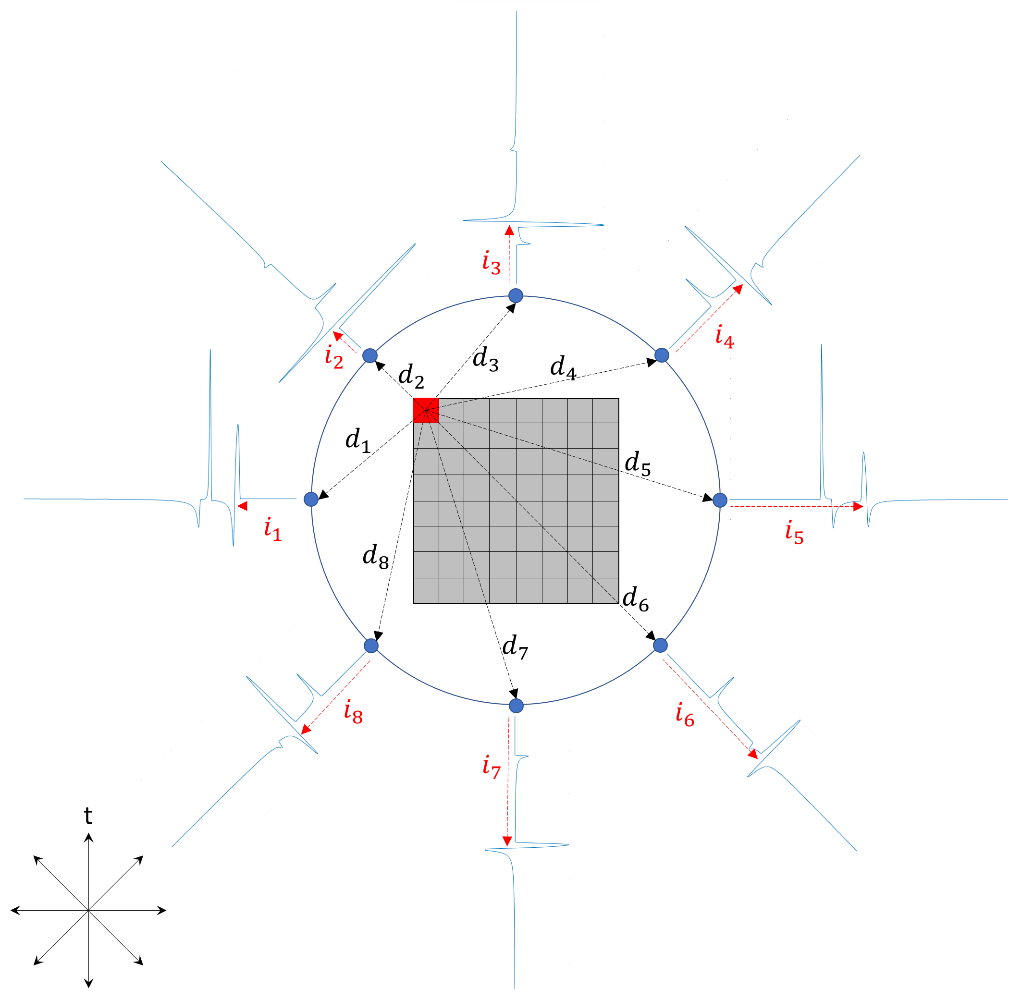 i₃
i₄
i₂
d₃
d₄
d₂
d₁
d₅
i₁
i₅
d₈
d₆
d₇
i₈
i₆
i₇
t